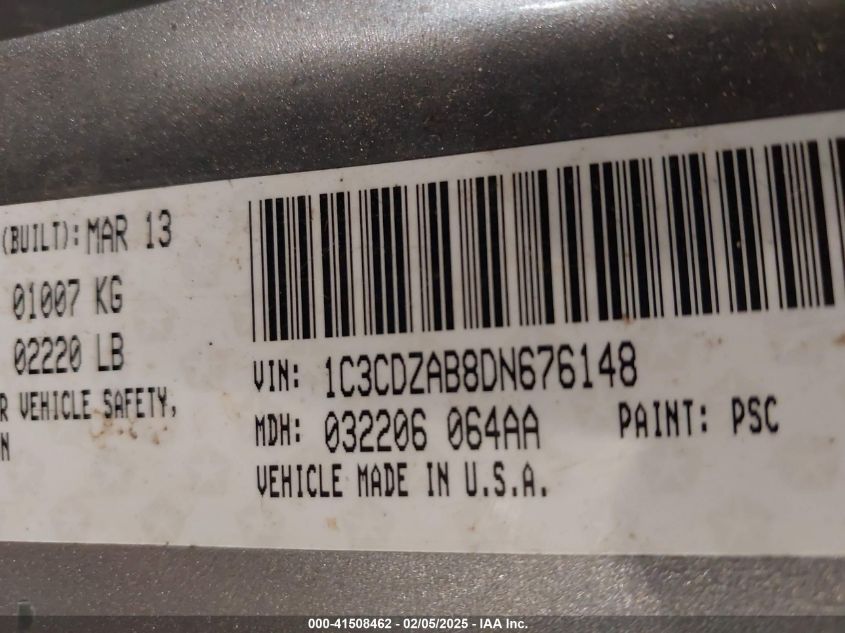 (BUILT): MAR 13
01007 KG
02220 LB
R VEHICLE SAFETY,
N
VIN: 1C3CDZAB8DN676148
MDH: 032206 064AA PAINT: PSC
VEHICLE MADE IN U.S.A.
000-41508462 - 02/05/2025 - IAA Inc.